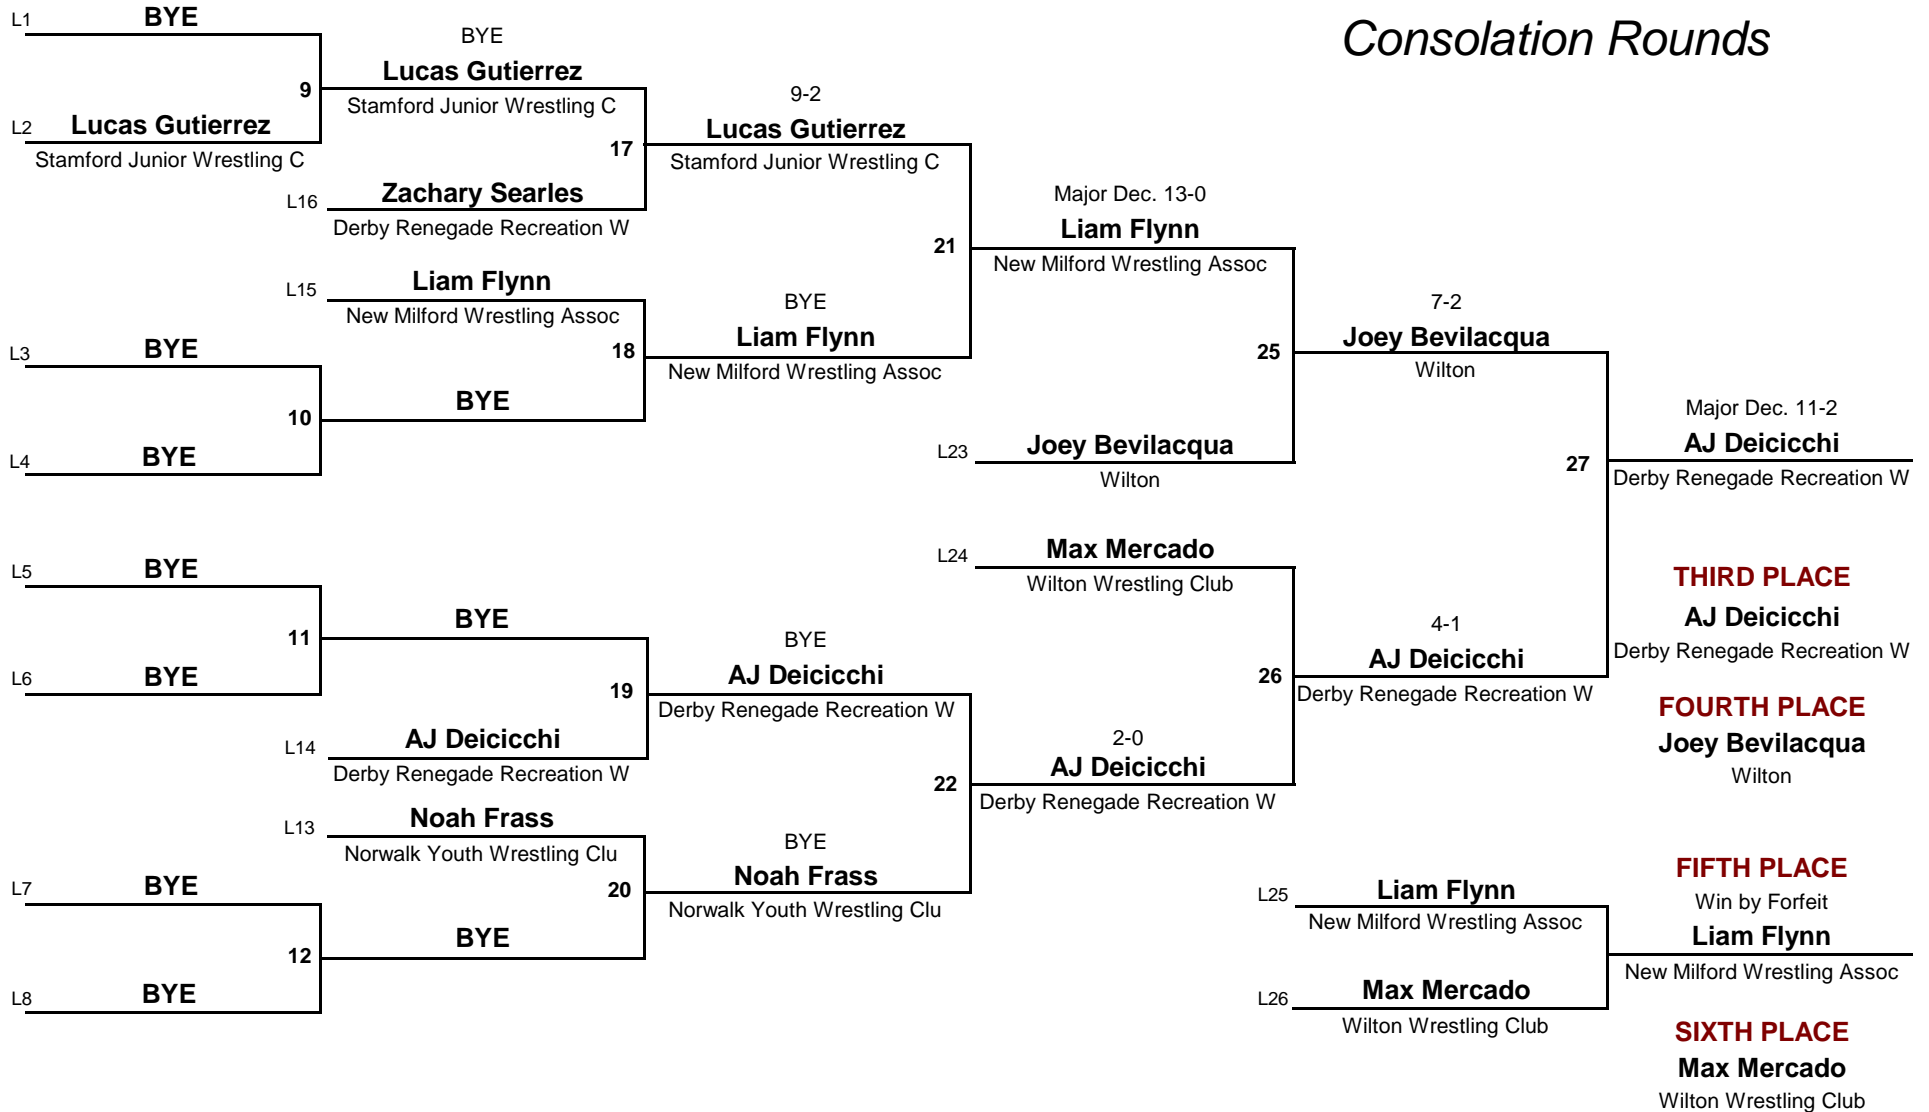 Consolation Rounds
L1
BYE
9
L2
Lucas Gutierrez
Stamford Junior Wrestling C
BYE
Lucas Gutierrez
Stamford Junior Wrestling C
17
L16
Zachary Searles
Derby Renegade Recreation W
9-2
Lucas Gutierrez
Stamford Junior Wrestling C
21
L15
Liam Flynn
New Milford Wrestling Assoc
18
L3
BYE
10
L4
BYE
BYE
BYE
Liam Flynn
New Milford Wrestling Assoc
Major Dec. 13-0
Liam Flynn
New Milford Wrestling Assoc
25
L23
Joey Bevilacqua
Wilton
7-2
Joey Bevilacqua
Wilton
27
Major Dec. 11-2
AJ Deicicchi
Derby Renegade Recreation W
L5
BYE
11
L6
BYE
BYE
19
L14
AJ Deicicchi
Derby Renegade Recreation W
BYE
AJ Deicicchi
Derby Renegade Recreation W
22
L13
Noah Frass
Norwalk Youth Wrestling Clu
20
L7
BYE
12
L8
BYE
BYE
BYE
Noah Frass
Norwalk Youth Wrestling Clu
L24
Max Mercado
Wilton Wrestling Club
26
2-0
AJ Deicicchi
Derby Renegade Recreation W
4-1
AJ Deicicchi
Derby Renegade Recreation W
THIRD PLACE
AJ Deicicchi
Derby Renegade Recreation W
FOURTH PLACE
Joey Bevilacqua
Wilton
L25
Liam Flynn
New Milford Wrestling Assoc
L26
Max Mercado
Wilton Wrestling Club
FIFTH PLACE
Win by Forfeit
Liam Flynn
New Milford Wrestling Assoc
SIXTH PLACE
Max Mercado
Wilton Wrestling Club